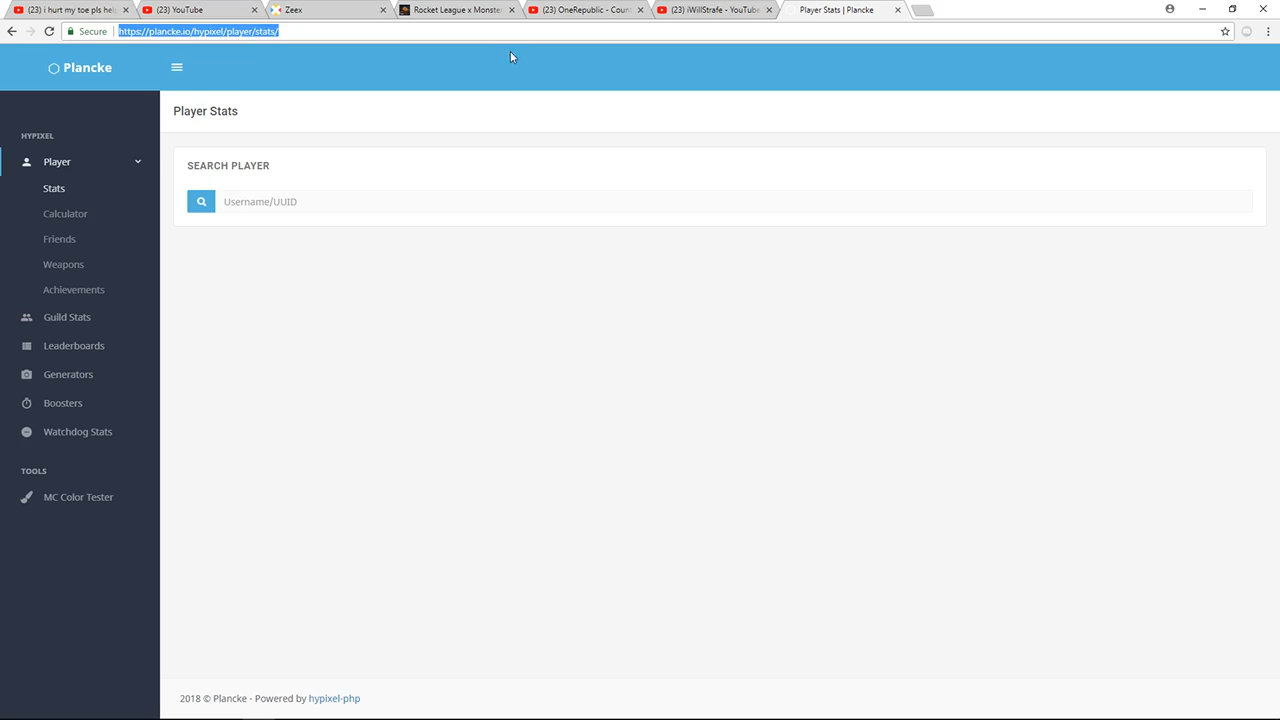 (23) i hurt my toe pls hel
(23) YouTube
Zeex
Rocket League x Monste
(23) OneRepublic - Coun
(23) iWillStrafe - YouTub
Player Stats | Plancke
Secure
https://plancke.io/hypixel/player/stats/
Plancke
Player Stats
HYPIXEL
Player
Stats
Calculator
Friends
Weapons
Achievements
Guild Stats
Leaderboards
Generators
Boosters
Watchdog Stats
TOOLS
MC Color Tester
SEARCH PLAYER
Username/UUID
2018 © Plancke - Powered by hypixel-php